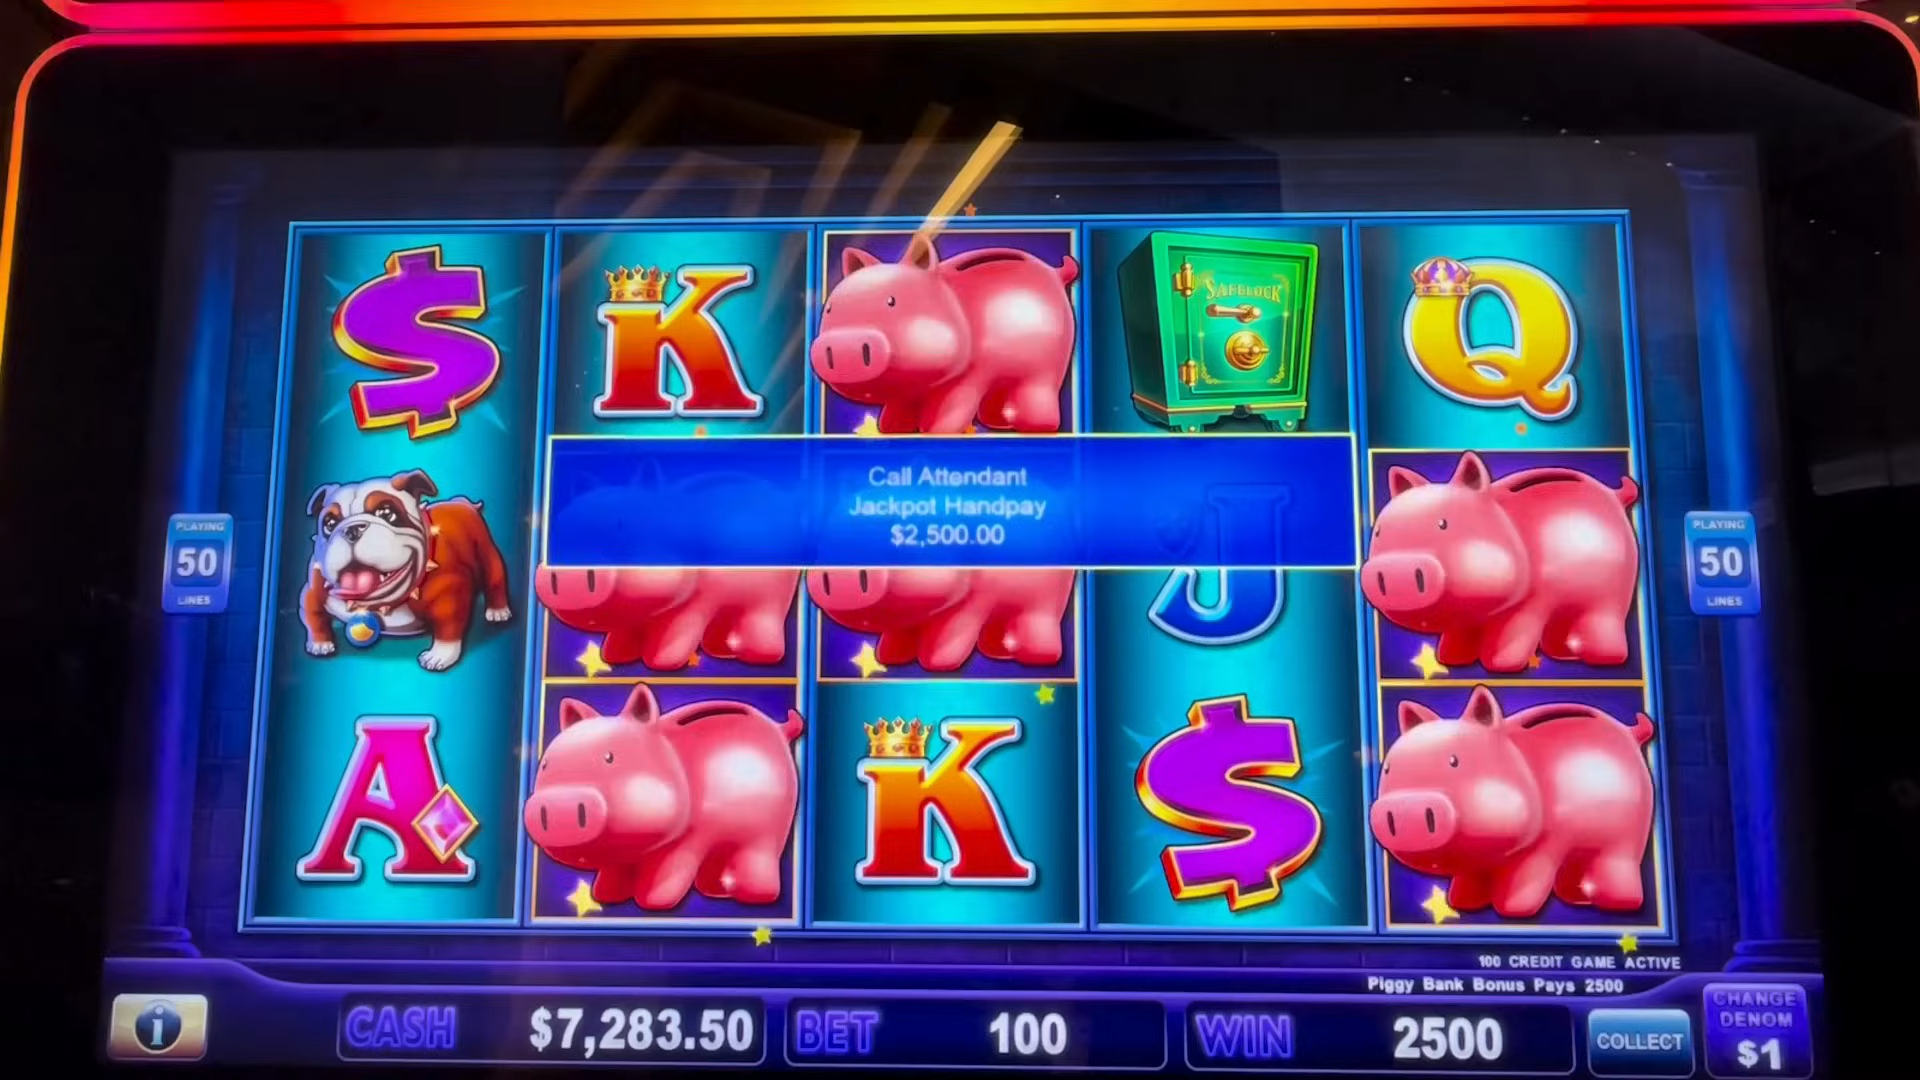 $
K
SAFELOCK
Q
Call Attendant
Jackpot Handpay
$2,500.00
PLAYING
50
LINES
J
PLAYING
50
LINES
A
K
$
100 CREDIT GAME ACTIVE
Piggy Bank Bonus Pays 2500
i
CASH $7,283.50
BET 100
WIN 2500
COLLECT
CHANGE
DENOM
$1